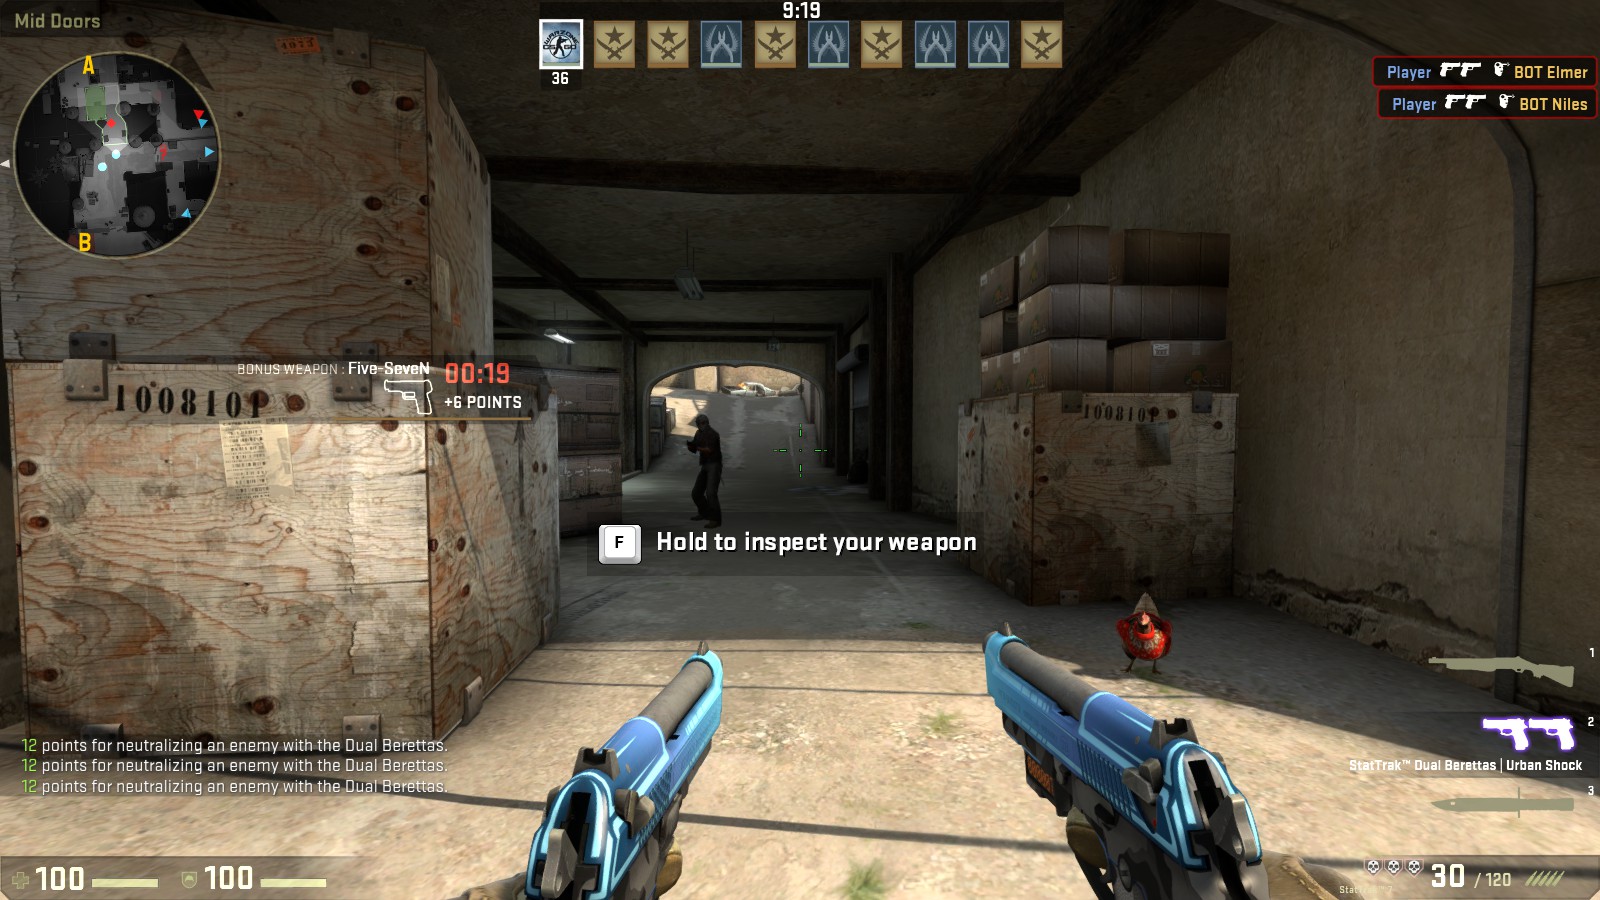 Mid Doors
9:19
36
A
B
Player BOT Elmer
Player BOT Niles
BONUS WEAPON : Five-SeveN 00:19
+6 POINTS
1008101
1008101
F Hold to inspect your weapon
1
2
StatTrak™ Dual Berettas | Urban Shock
3
12 points for neutralizing an enemy with the Dual Berettas.
12 points for neutralizing an enemy with the Dual Berettas.
12 points for neutralizing an enemy with the Dual Berettas.
100 100
30 / 120